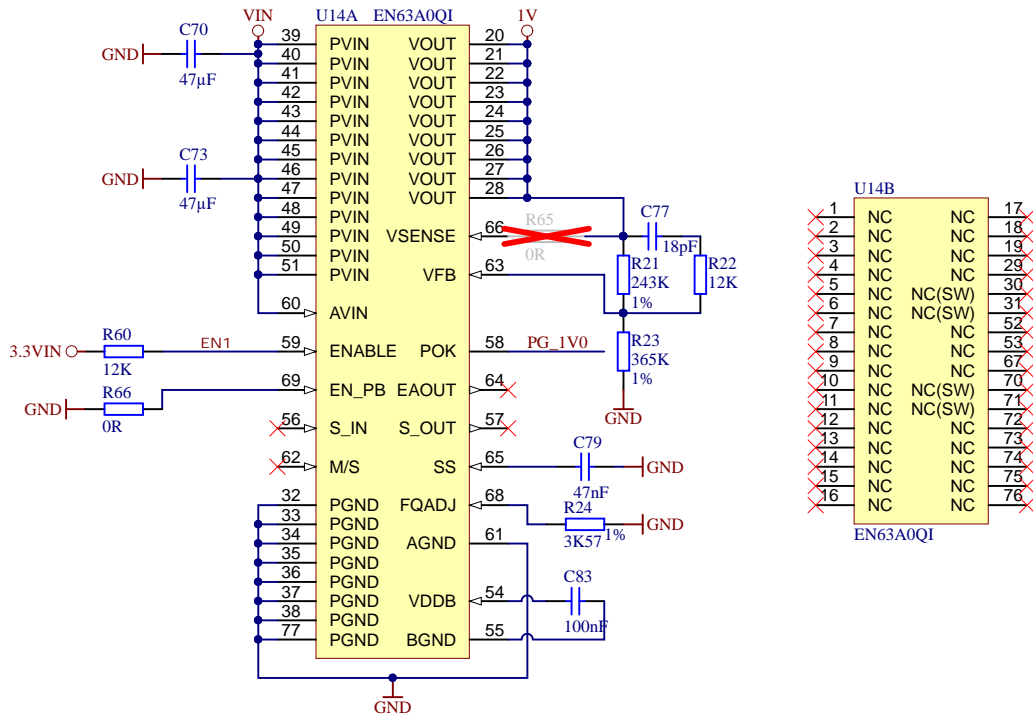 VIN U14A EN63A0QI 1V
C70 39 PVIN VOUT 20
GND 40 PVIN VOUT 21
47µF 41 PVIN VOUT 22
42 PVIN VOUT 23
43 PVIN VOUT 24
44 PVIN VOUT 25
C73 45 PVIN VOUT 26
GND 46 PVIN VOUT 27
47µF 47 PVIN VOUT 28
48 PVIN
49 PVIN VSENSE 66 R65 0R C77 18pF
50 PVIN
51 PVIN VFB 63 R21 243K 1% R22 12K
60 AVIN
R60 R23
3.3VIN EN1 59 ENABLE POK 58 PG_1V0 365K
12K 1%
R66
GND 69 EN_PB EAOUT 64 GND
0R
56 S_IN S_OUT 57
C79
62 M/S SS 65 GND
47nF
32 PGND FQADJ 68 R24
33 PGND GND
3K57 1%
34 PGND AGND 61
35 PGND
36 PGND C83
37 PGND VDDB 54
38 PGND 100nF
77 PGND BGND 55
GND
U14B
1 NC NC 17
2 NC NC 18
3 NC NC 19
4 NC NC 29
5 NC NC(SW) 30
6 NC NC(SW) 31
7 NC NC 52
8 NC NC 53
9 NC NC 67
10 NC NC(SW) 70
11 NC NC(SW) 71
12 NC NC 72
13 NC NC 73
14 NC NC 74
15 NC NC 75
16 NC NC 76
EN63A0QI